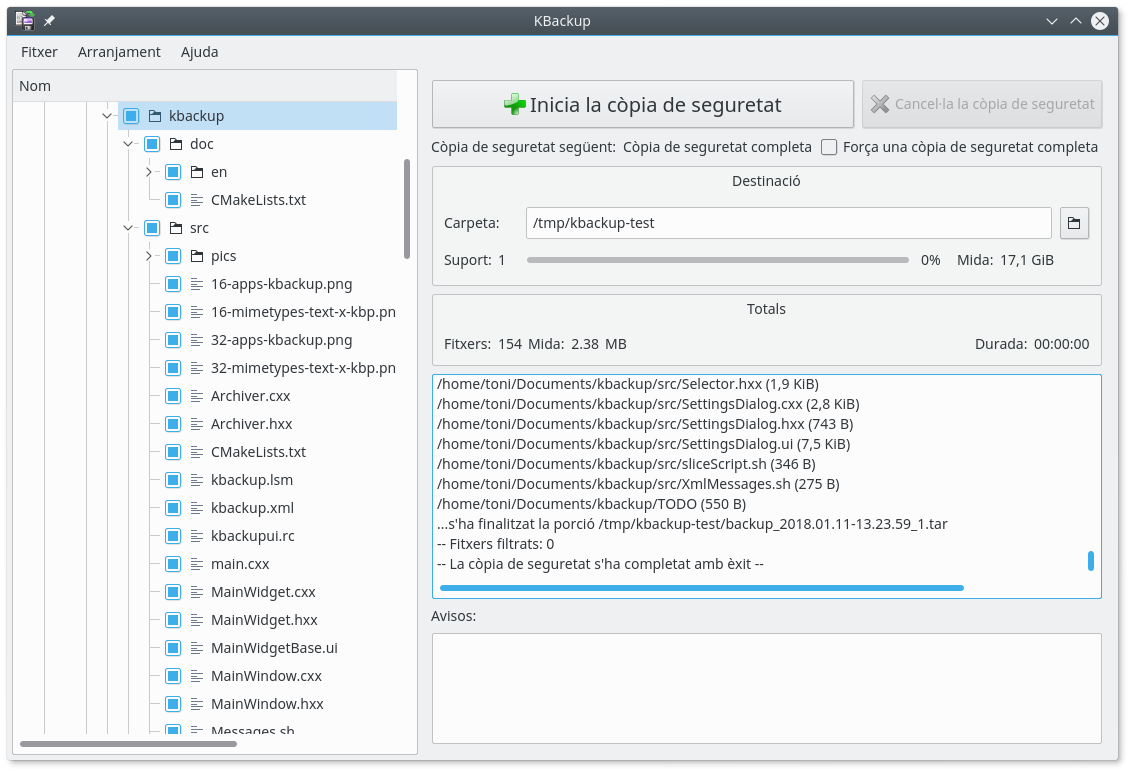 KBackup
Fitxer Arranjament Ajuda
Nom
kbackup
doc
en
CMakeLists.txt
src
pics
16-apps-kbackup.png
16-mimetypes-text-x-kbp.pn
32-apps-kbackup.png
32-mimetypes-text-x-kbp.pn
Archiver.cxx
Archiver.hxx
CMakeLists.txt
kbackup.lsm
kbackup.xml
kbackupui.rc
main.cxx
MainWidget.cxx
MainWidget.hxx
MainWidgetBase.ui
MainWindow.cxx
MainWindow.hxx
Messages.sh
Inicia la còpia de seguretat
Cancel·la la còpia de seguretat
Còpia de seguretat següent: Còpia de seguretat completa Força una còpia de seguretat completa
Destinació
Carpeta: /tmp/kbackup-test
Suport: 1 0% Mida: 17,1 GiB
Totals
Fitxers: 154 Mida: 2.38 MB Durada: 00:00:00
/home/toni/Documents/kbackup/src/Selector.hxx (1,9 KiB)
/home/toni/Documents/kbackup/src/SettingsDialog.cxx (2,8 KiB)
/home/toni/Documents/kbackup/src/SettingsDialog.hxx (743 B)
/home/toni/Documents/kbackup/src/SettingsDialog.ui (7,5 KiB)
/home/toni/Documents/kbackup/src/sliceScript.sh (346 B)
/home/toni/Documents/kbackup/src/XmlMessages.sh (275 B)
/home/toni/Documents/kbackup/TODO (550 B)
...s'ha finalitzat la porció /tmp/kbackup-test/backup_2018.01.11-13.23.59_1.tar
-- Fitxers filtrats: 0
-- La còpia de seguretat s'ha completat amb èxit --
Avisos: